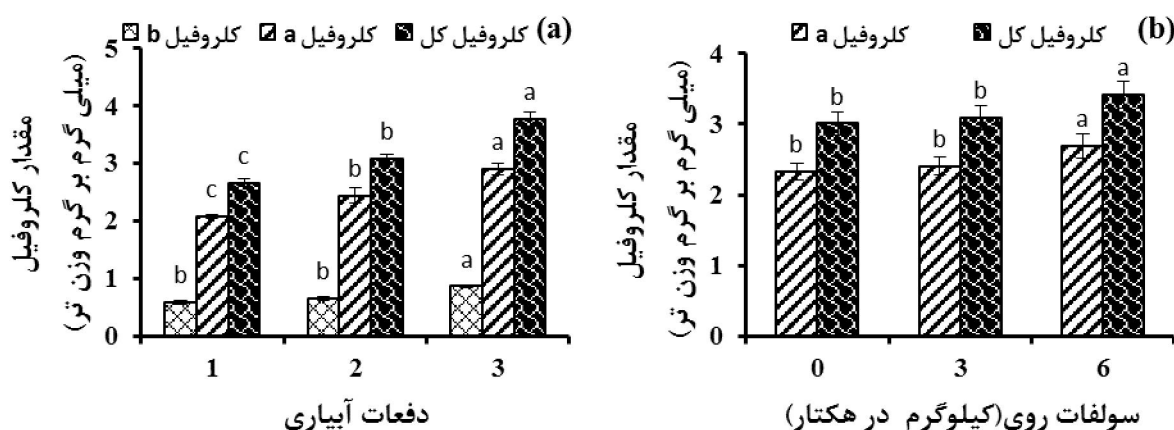 (a) کلروفیل کل کلروفیل a کلروفیل b
5
4
3
2
1
0
مقدار کلروفیل
(میلی گرم بر گرم وزن تر)
b c c
b b b
a a a
1 2 3
دفعات آبیاری
(b) کلروفیل کل کلروفیل a
4
3
2
1
0
مقدار کلروفیل
(میلی گرم بر گرم وزن تر)
b b
b b
a a
0 3 6
سولفات روی(کیلوگرم در هکتار)